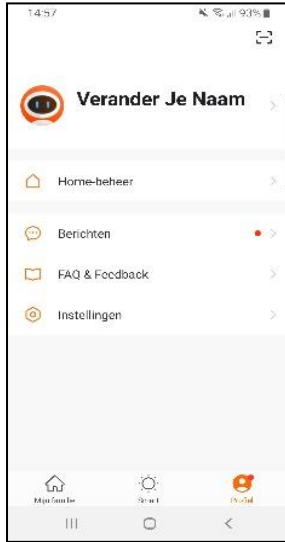 14:57
93%
Verander Je Naam
Home-beheer
Berichten
FAQ & Feedback
Instellingen
Mijn familie
Smart
Profiel